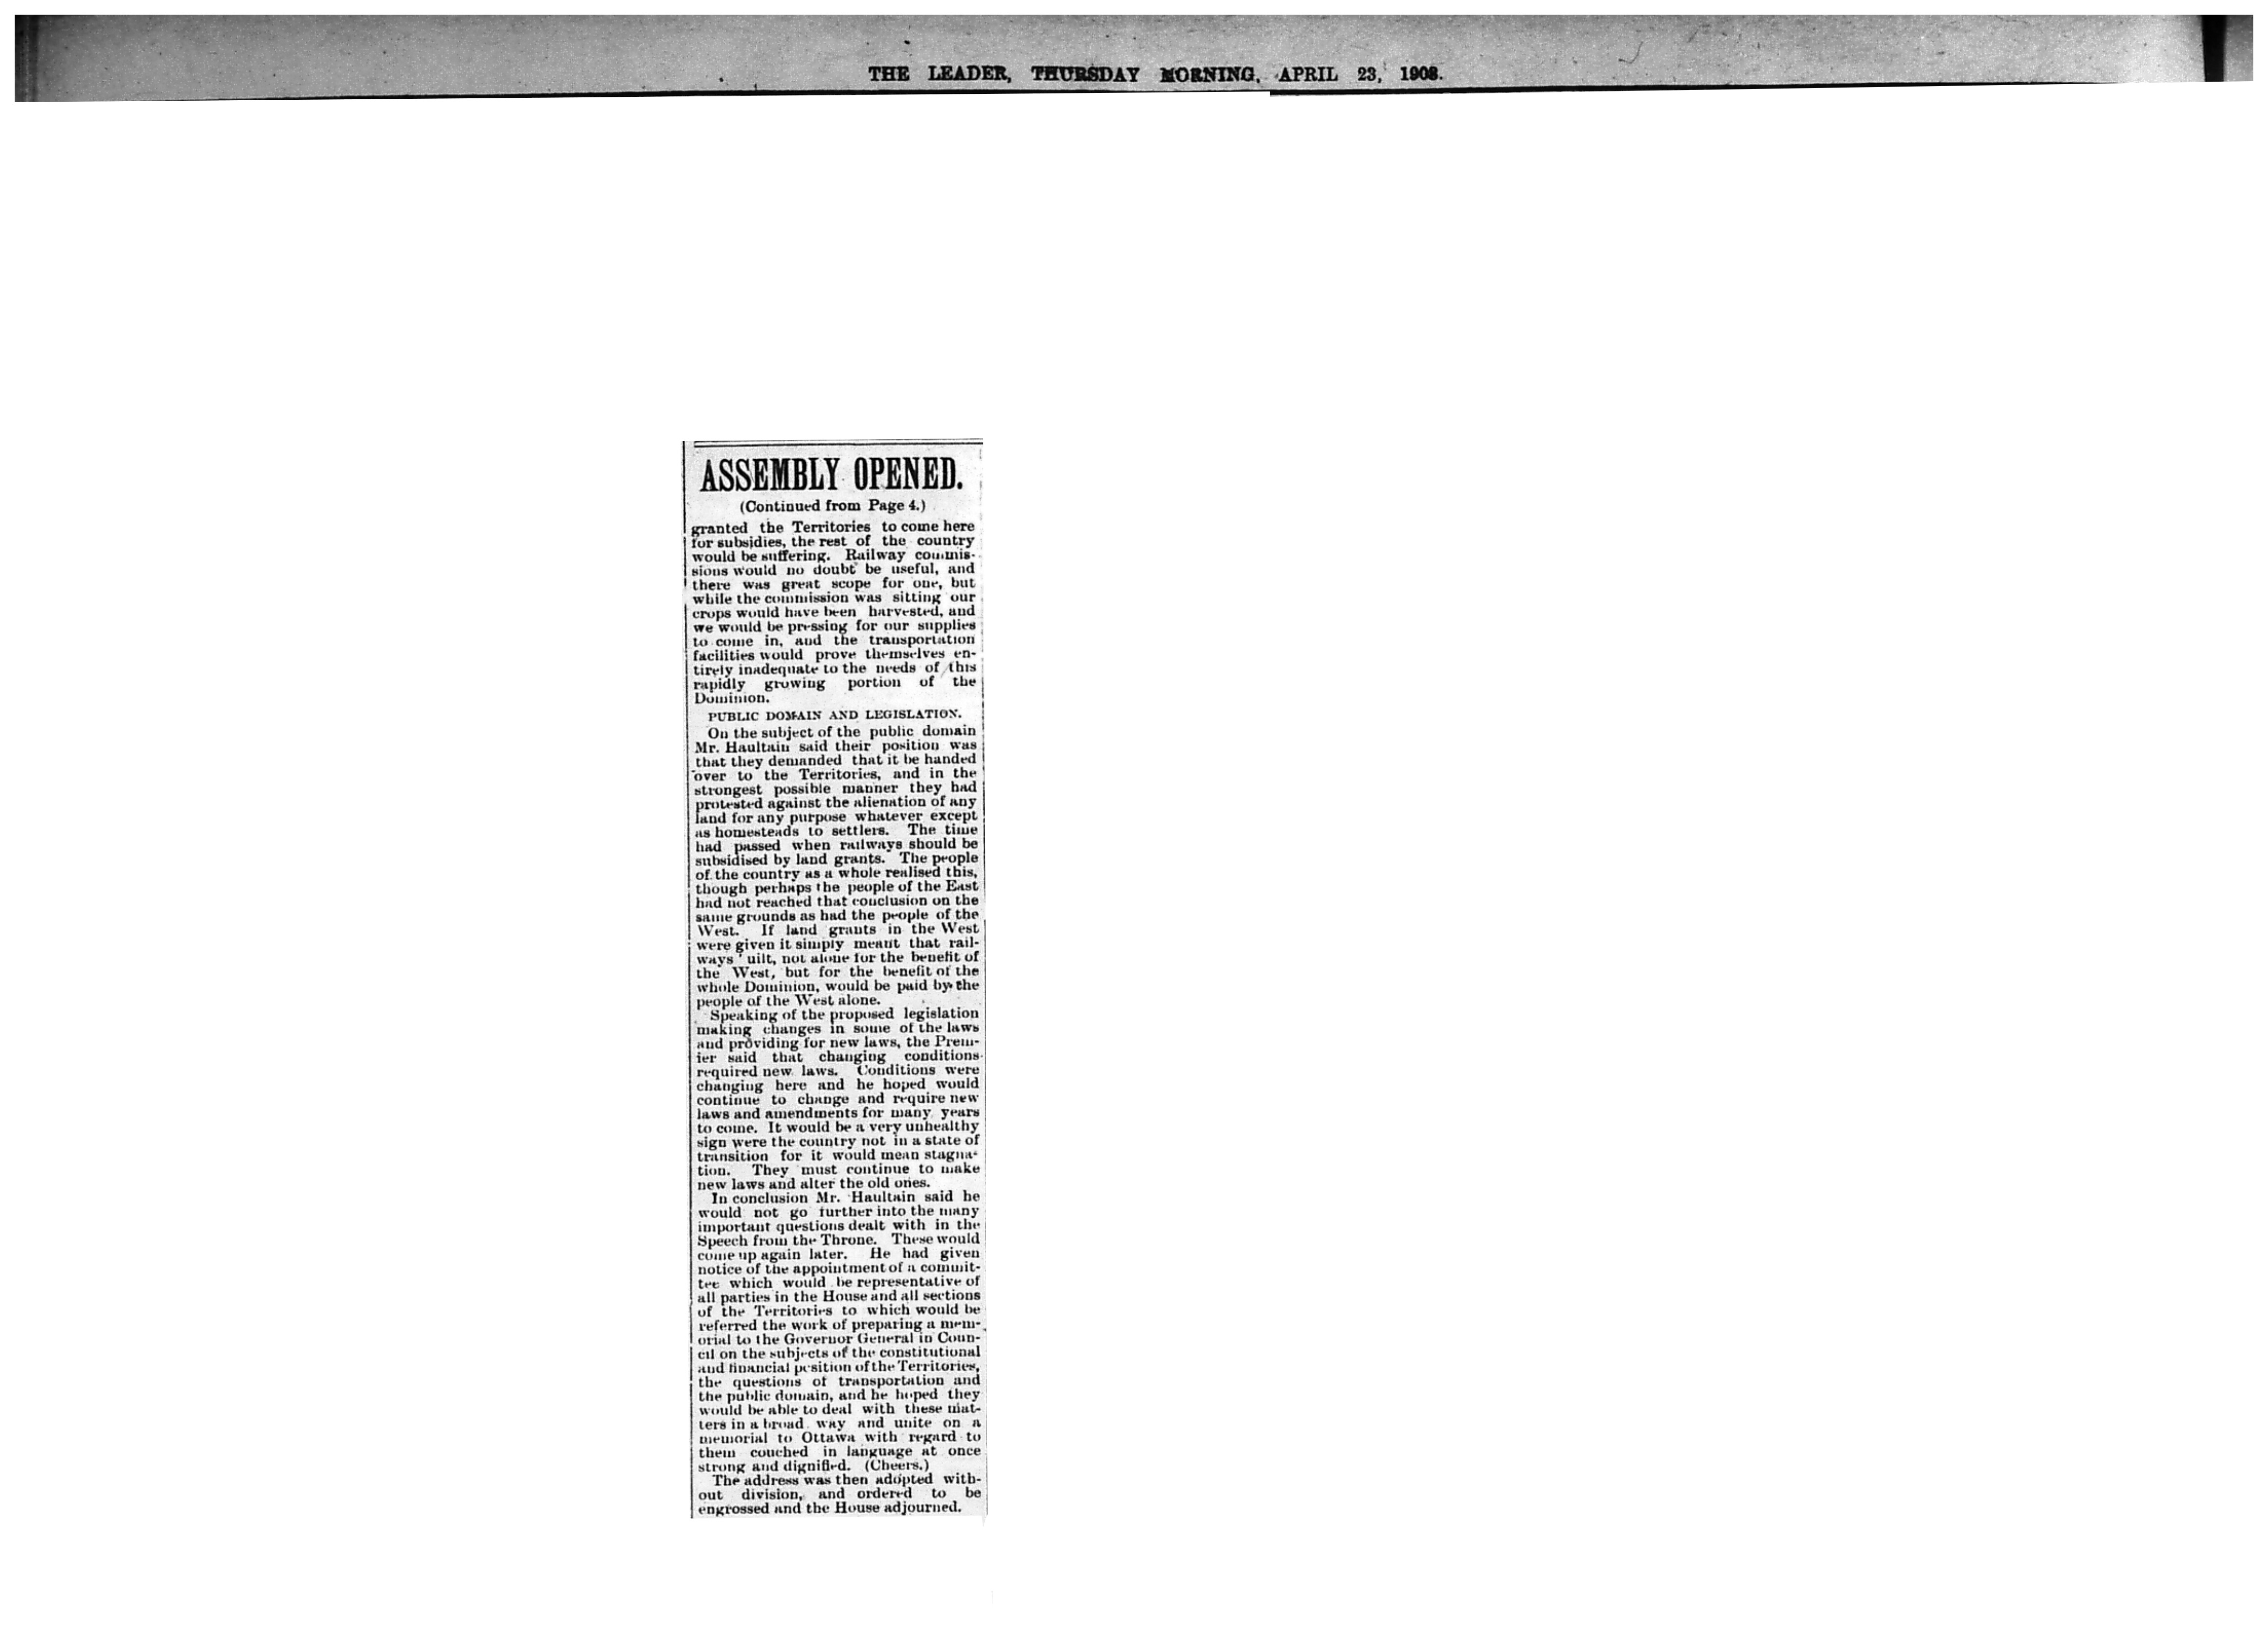 THE LEADER, THURSDAY MORNING, APRIL 23, 1903.
ASSEMBLY OPENED.
(Continued from Page 4.)
granted the Territories to come here
for subsidies, the rest of the country
would be suffering. Railway commis-
sions would no doubt be useful, and
there was great scope for one, but
while the commission was sitting our
crops would have been harvested, and
we would be pressing for our supplies
to come in, and the transportation
facilities would prove themselves en-
tirely inadequate to the needs of this
rapidly growing portion of the
Dominion.
PUBLIC DOMAIN AND LEGISLATION.
On the subject of the public domain
Mr. Haultain said their position was
that they demanded that it be handed
over to the Territories, and in the
strongest possible manner they had
protested against the alienation of any
land for any purpose whatever except
as homesteads to settlers. The time
had passed when railways should be
subsidised by land grants. The people
of the country as a whole realised this,
though perhaps the people of the East
had not reached that conclusion on the
same grounds as had the people of the
West. If land grants in the West
were given it simply meant that rail-
ways uilt, not alone for the benefit of
the West, but for the benefit of the
whole Dominion, would be paid by the
people of the West alone.
Speaking of the proposed legislation
making changes in some of the laws
and providing for new laws, the Prem-
ier said that changing conditions
required new laws. Conditions were
changing here and he hoped would
continue to change and require new
laws and amendments for many years
to come. It would be a very unhealthy
sign were the country not in a state of
transition for it would mean stagna-
tion. They must continue to make
new laws and alter the old ones.
In conclusion Mr. Haultain said he
would not go further into the many
important questions dealt with in the
Speech from the Throne. These would
come up again later. He had given
notice of the appointment of a commit-
tee which would be representative of
all parties in the House and all sections
of the Territories to which would be
referred the work of preparing a mem-
orial to the Governor General in Coun-
cil on the subjects of the constitutional
and financial position of the Territories,
the questions of transportation and
the public domain, and he hoped they
would be able to deal with these mat-
ters in a broad way and unite on a
memorial to Ottawa with regard to
them couched in language at once
strong and dignified. (Cheers.)
The address was then adopted with-
out division, and ordered to be
engrossed and the House adjourned.